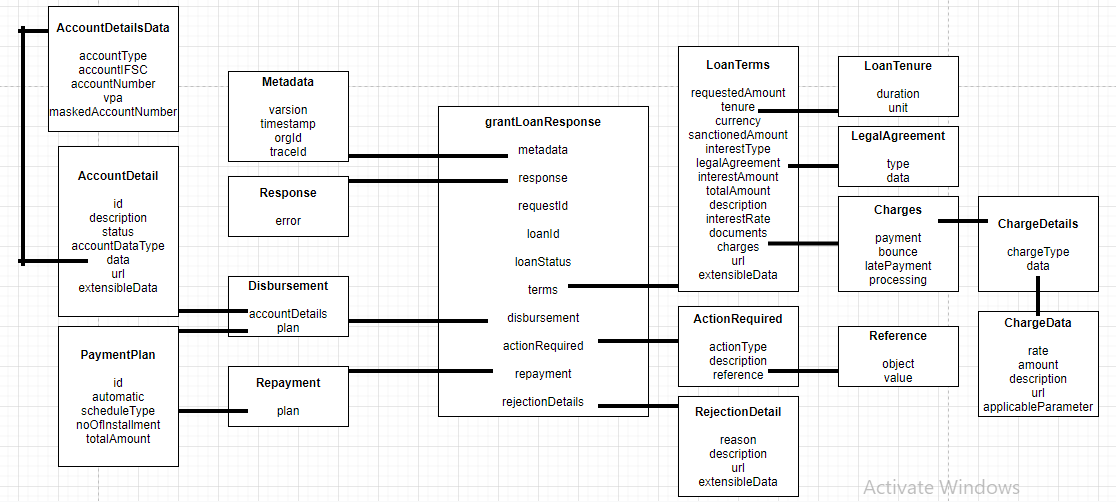 AccountDetailsData
accountType
accountIFSC
accountNumber
vpa
maskedAccountNumber
AccountDetail
id
description
status
accountDataType
data
url
extensibleData
PaymentPlan
id
automatic
scheduleType
noOfInstallment
totalAmount
Metadata
varsion
timestamp
orgId
traceId
Response
error
Disbursement
accountDetails
plan
Repayment
plan
grantLoanResponse
metadata
response
requestId
loanId
loanStatus
terms
disbursement
actionRequired
repayment
rejectionDetails
LoanTerms
requestedAmount
tenure
currency
sanctionedAmount
interestType
legalAgreement
interestAmount
totalAmount
description
interestRate
documents
charges
url
extensibleData
ActionRequired
actionType
description
reference
RejectionDetail
reason
description
url
extensibleData
LoanTenure
duration
unit
LegalAgreement
type
data
Charges
payment
bounce
latePayment
processing
Reference
object
value
ChargeDetails
chargeType
data
ChargeData
rate
amount
description
url
applicableParameter
Activate Windows